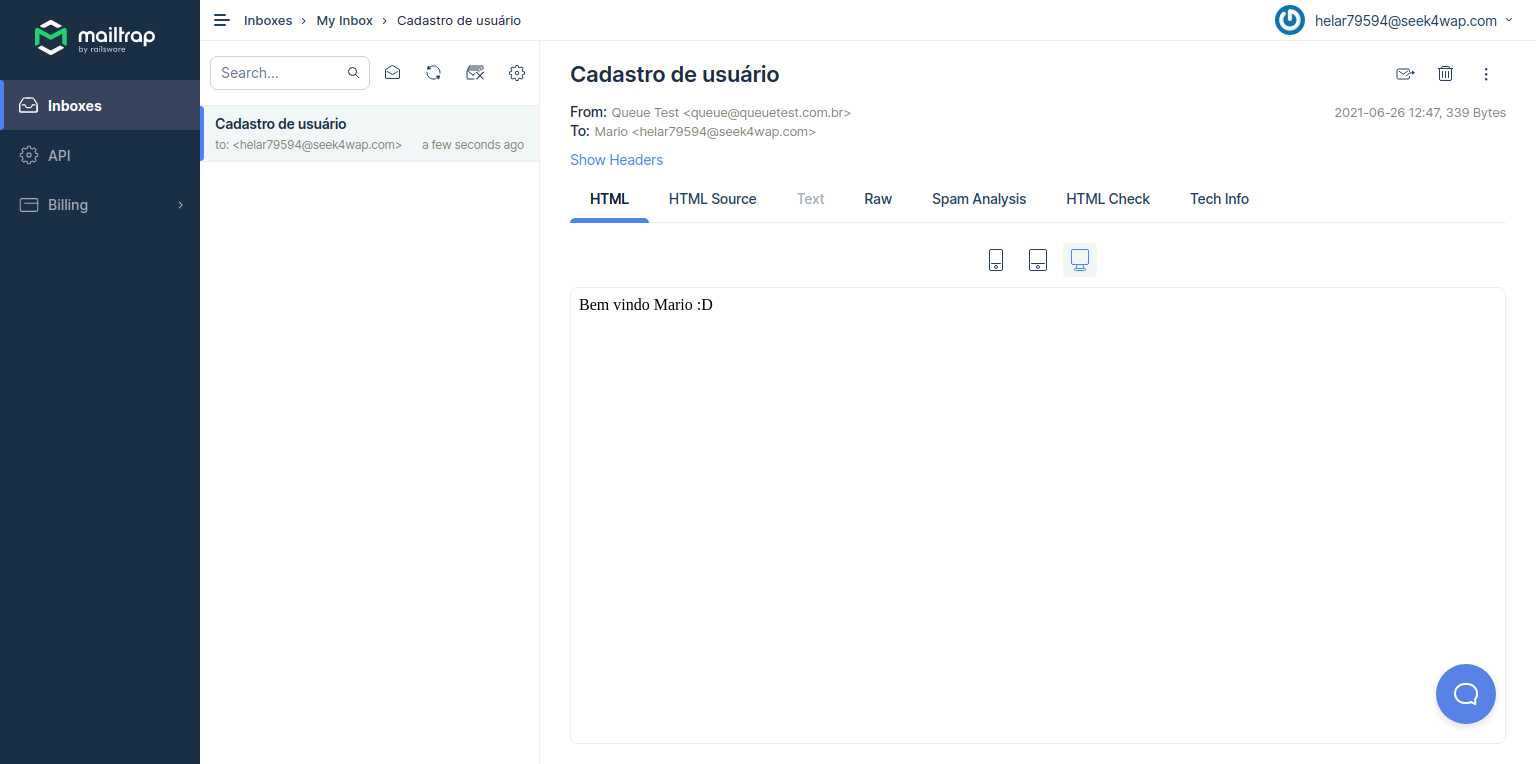 mailtrap
by railsware
Inboxes
API
Billing
Inboxes › My Inbox › Cadastro de usuário
helar79594@seek4wap.com
Search...
Cadastro de usuário
to: <helar79594@seek4wap.com> a few seconds ago
Cadastro de usuário
From: Queue Test <queue@queuetest.com.br>
2021-06-26 12:47, 339 Bytes
To: Mario <helar79594@seek4wap.com>
Show Headers
HTML HTML Source Text Raw Spam Analysis HTML Check Tech Info
Bem vindo Mario :D